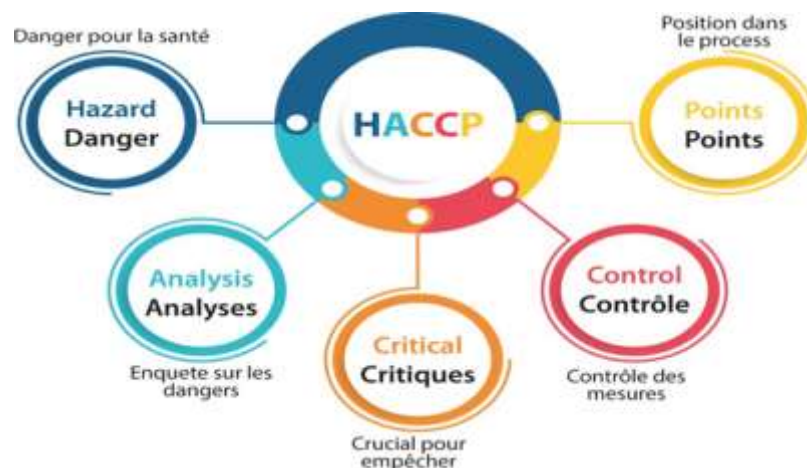 Danger pour la santé
Hazard
Danger
HACCP
Position dans
le process
Points
Points
Analysis
Analyses
Enquete sur les
dangers
Critical
Critiques
Crucial pour
empêcher
Control
Contrôle
Contrôle des
mesures